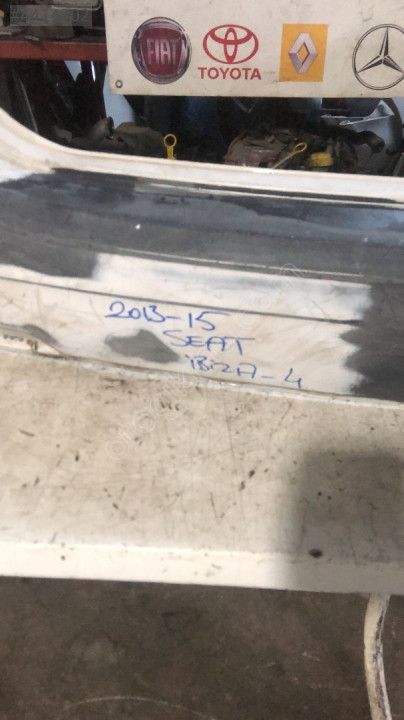 FIAT
TOYOTA
2013-15
SEAT
iBiZA-4